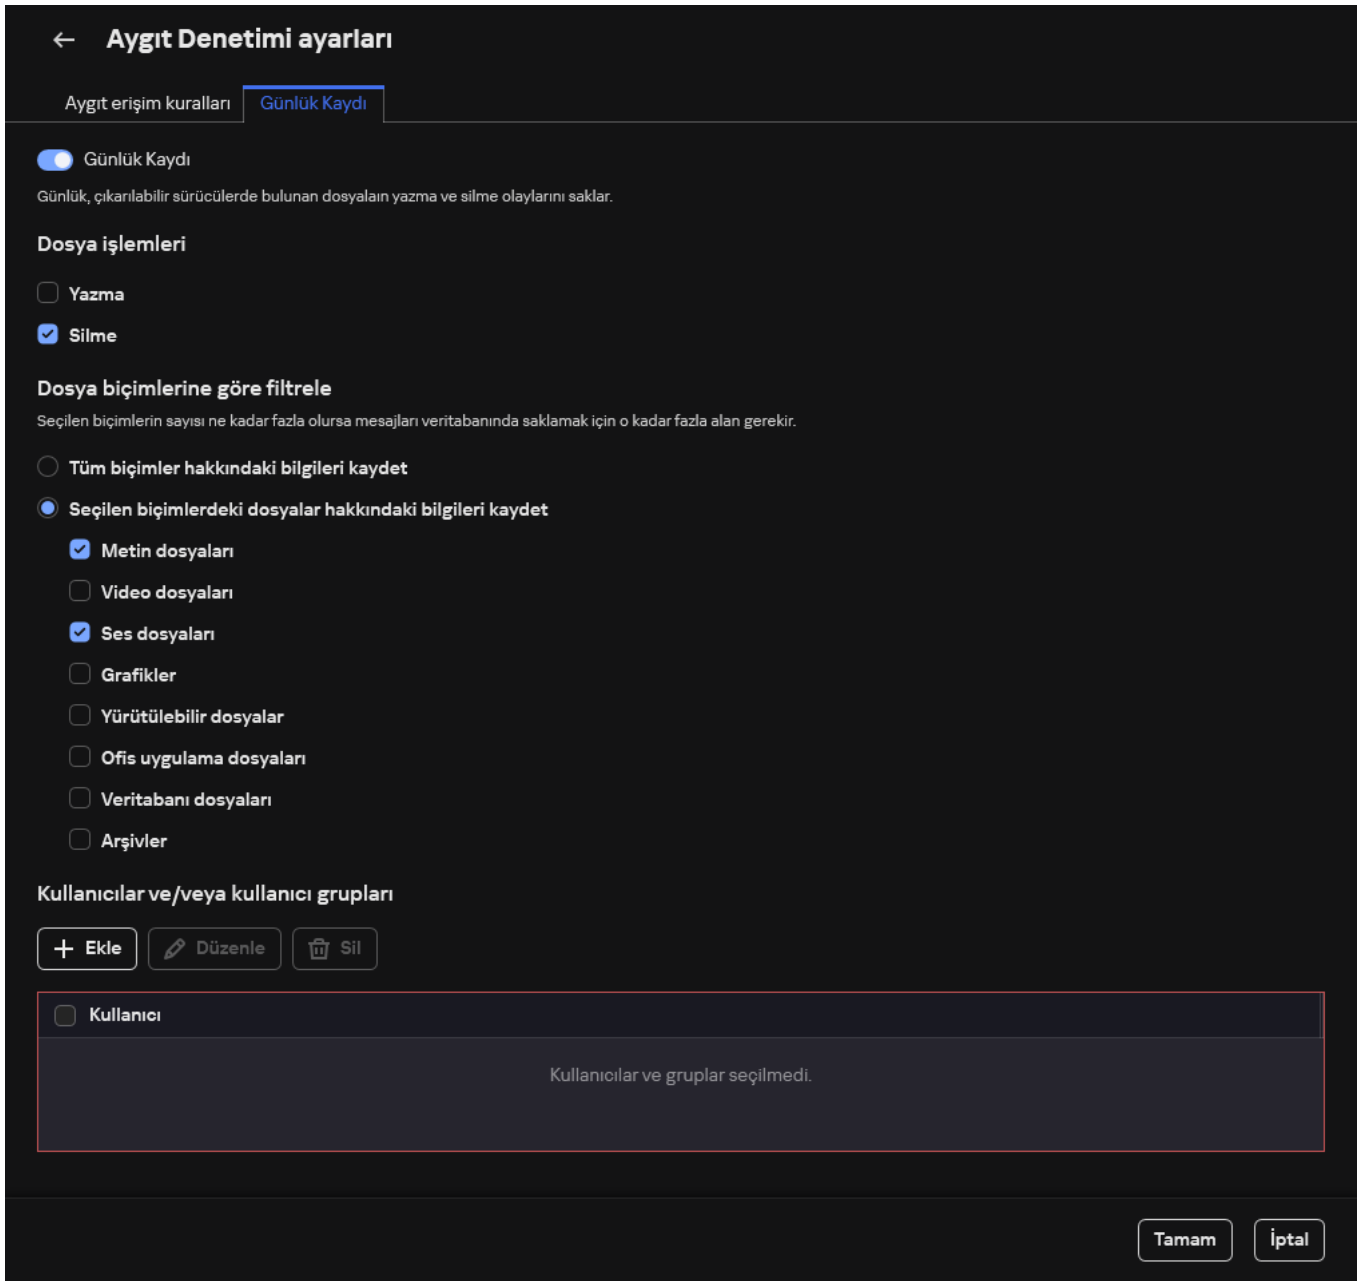 Aygıt Denetimi ayarları
Aygıt erişim kuralları
Günlük Kaydı
Günlük Kaydı
Günlük, çıkarılabilir sürücülerde bulunan dosyalaın yazma ve silme olaylarını saklar.
Dosya işlemleri
Yazma
Silme
Dosya biçimlerine göre filtrele
Seçilen biçimlerin sayısı ne kadar fazla olursa mesajları veritabanında saklamak için o kadar fazla alan gerekir.
Tüm biçimler hakkındaki bilgileri kaydet
Seçilen biçimlerdeki dosyalar hakkındaki bilgileri kaydet
Metin dosyaları
Video dosyaları
Ses dosyaları
Grafikler
Yürütülebilir dosyalar
Ofis uygulama dosyaları
Veritabanı dosyaları
Arşivler
Kullanıcılar ve/veya kullanıcı grupları
Ekle
Düzenle
Sil
Kullanıcı
Kullanıcılar ve gruplar seçilmedi.
Tamam
İptal